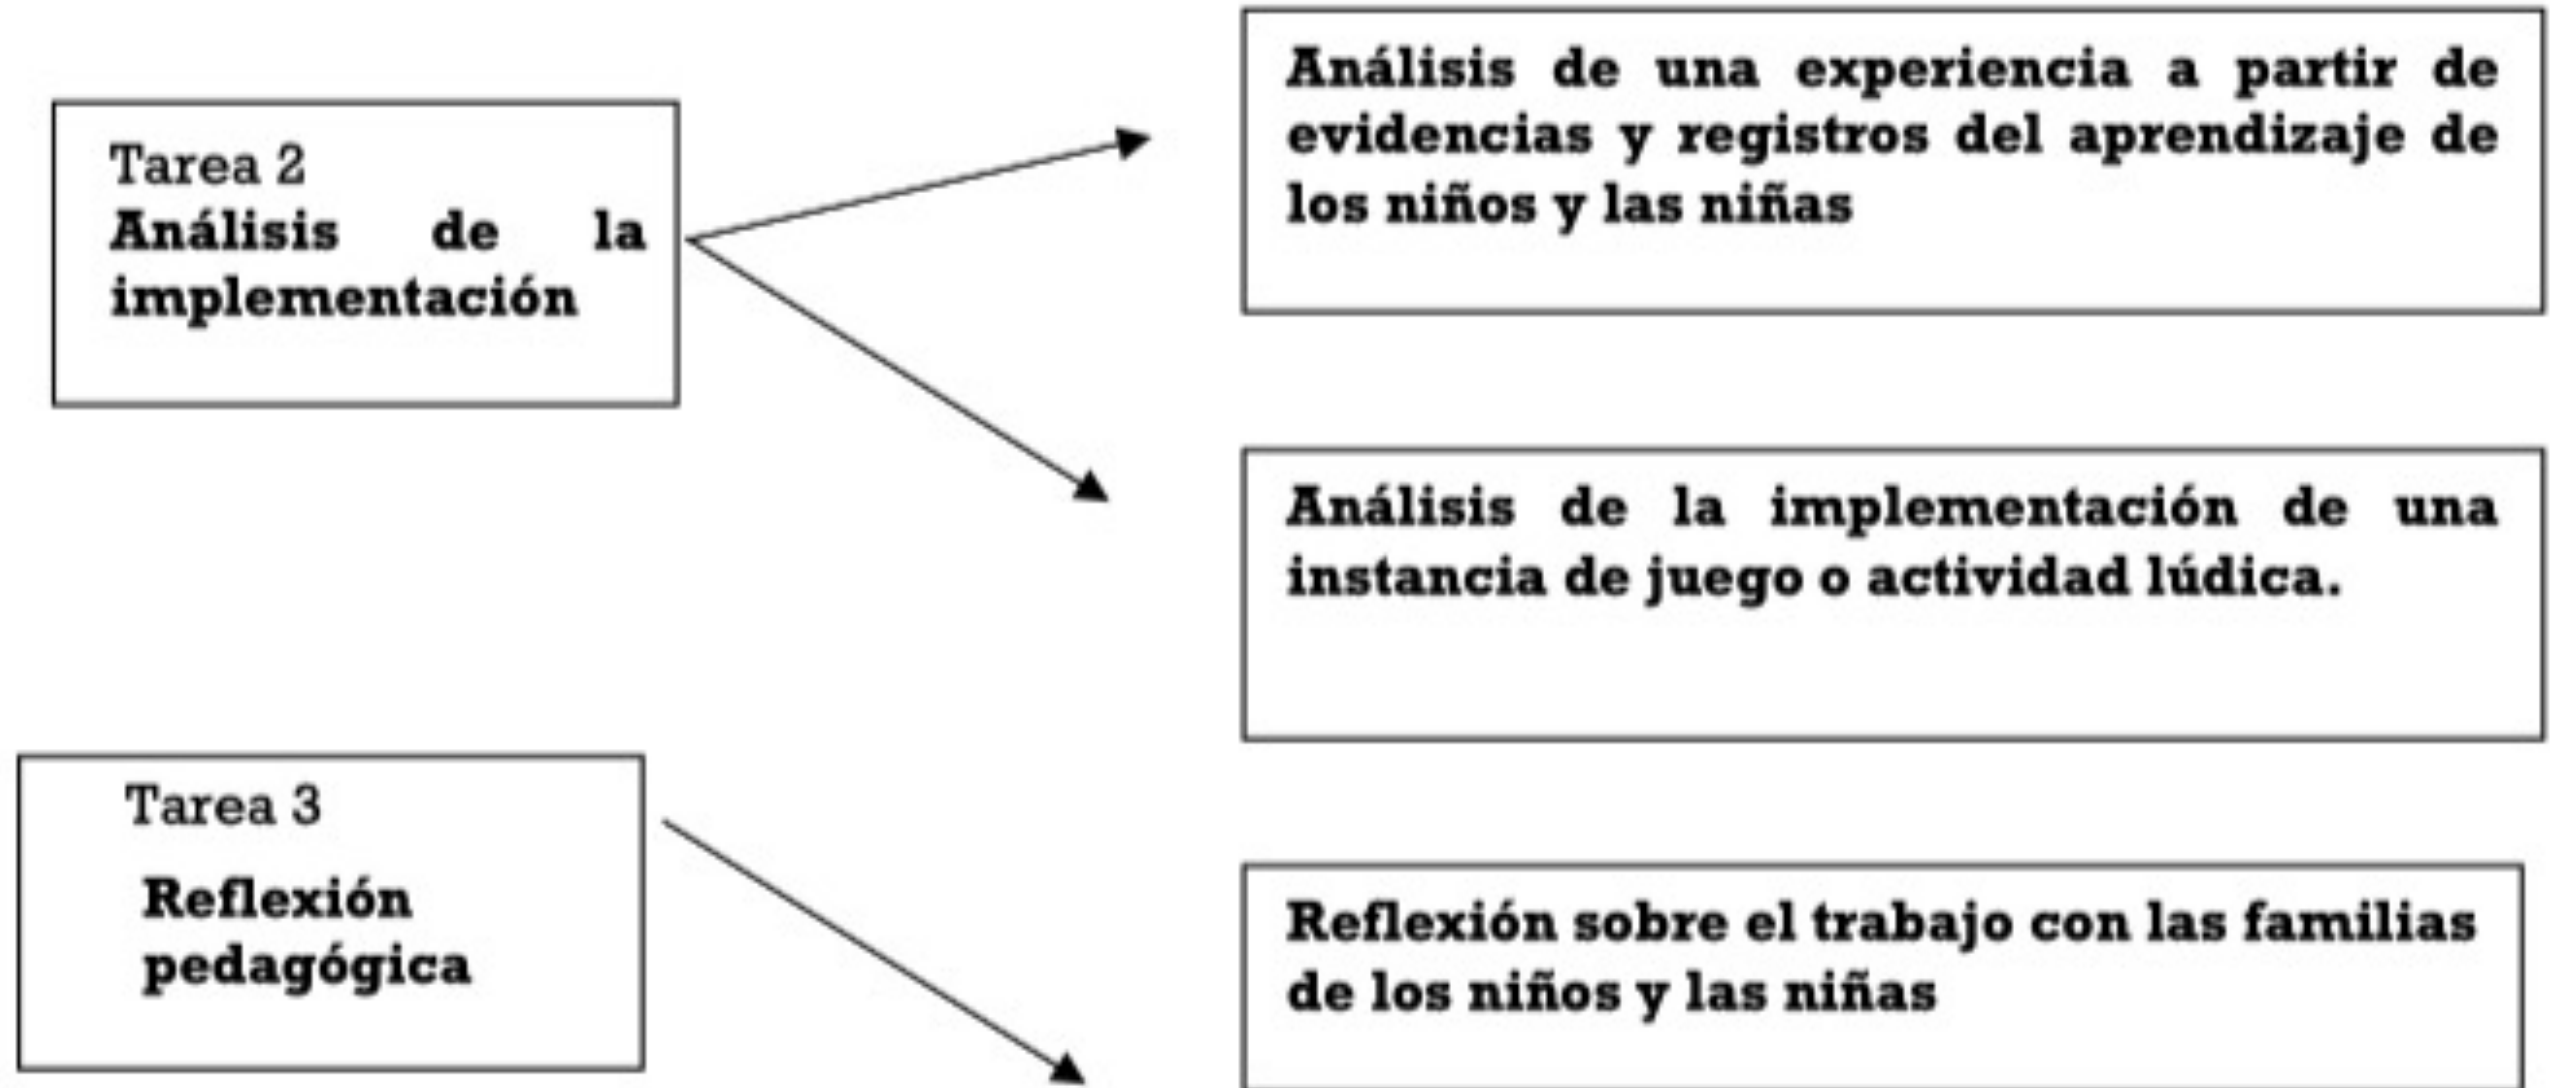 Tarea 2
Análisis de la
implementación
Análisis de una experiencia a partir de
evidencias y registros del aprendizaje de
los niños y las niñas
Análisis de la implementación de una
instancia de juego o actividad lúdica.
Tarea 3
Reflexión
pedagógica
Reflexión sobre el trabajo con las familias
de los niños y las niñas